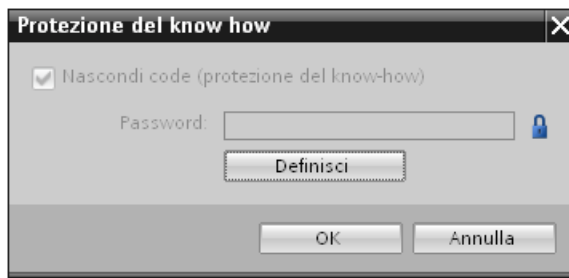 Protezione del know how
Nascondi code (protezione del know-how)
Password:
Definisci
OK Annulla